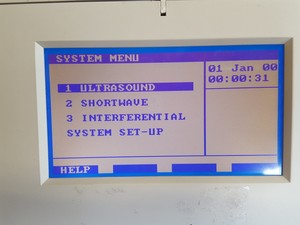 SYSTEM MENU
01 Jan 00
00:00:31
1 ULTRASOUND
2 SHORTWAVE
3 INTERFERENTIAL
SYSTEM SET-UP
HELP